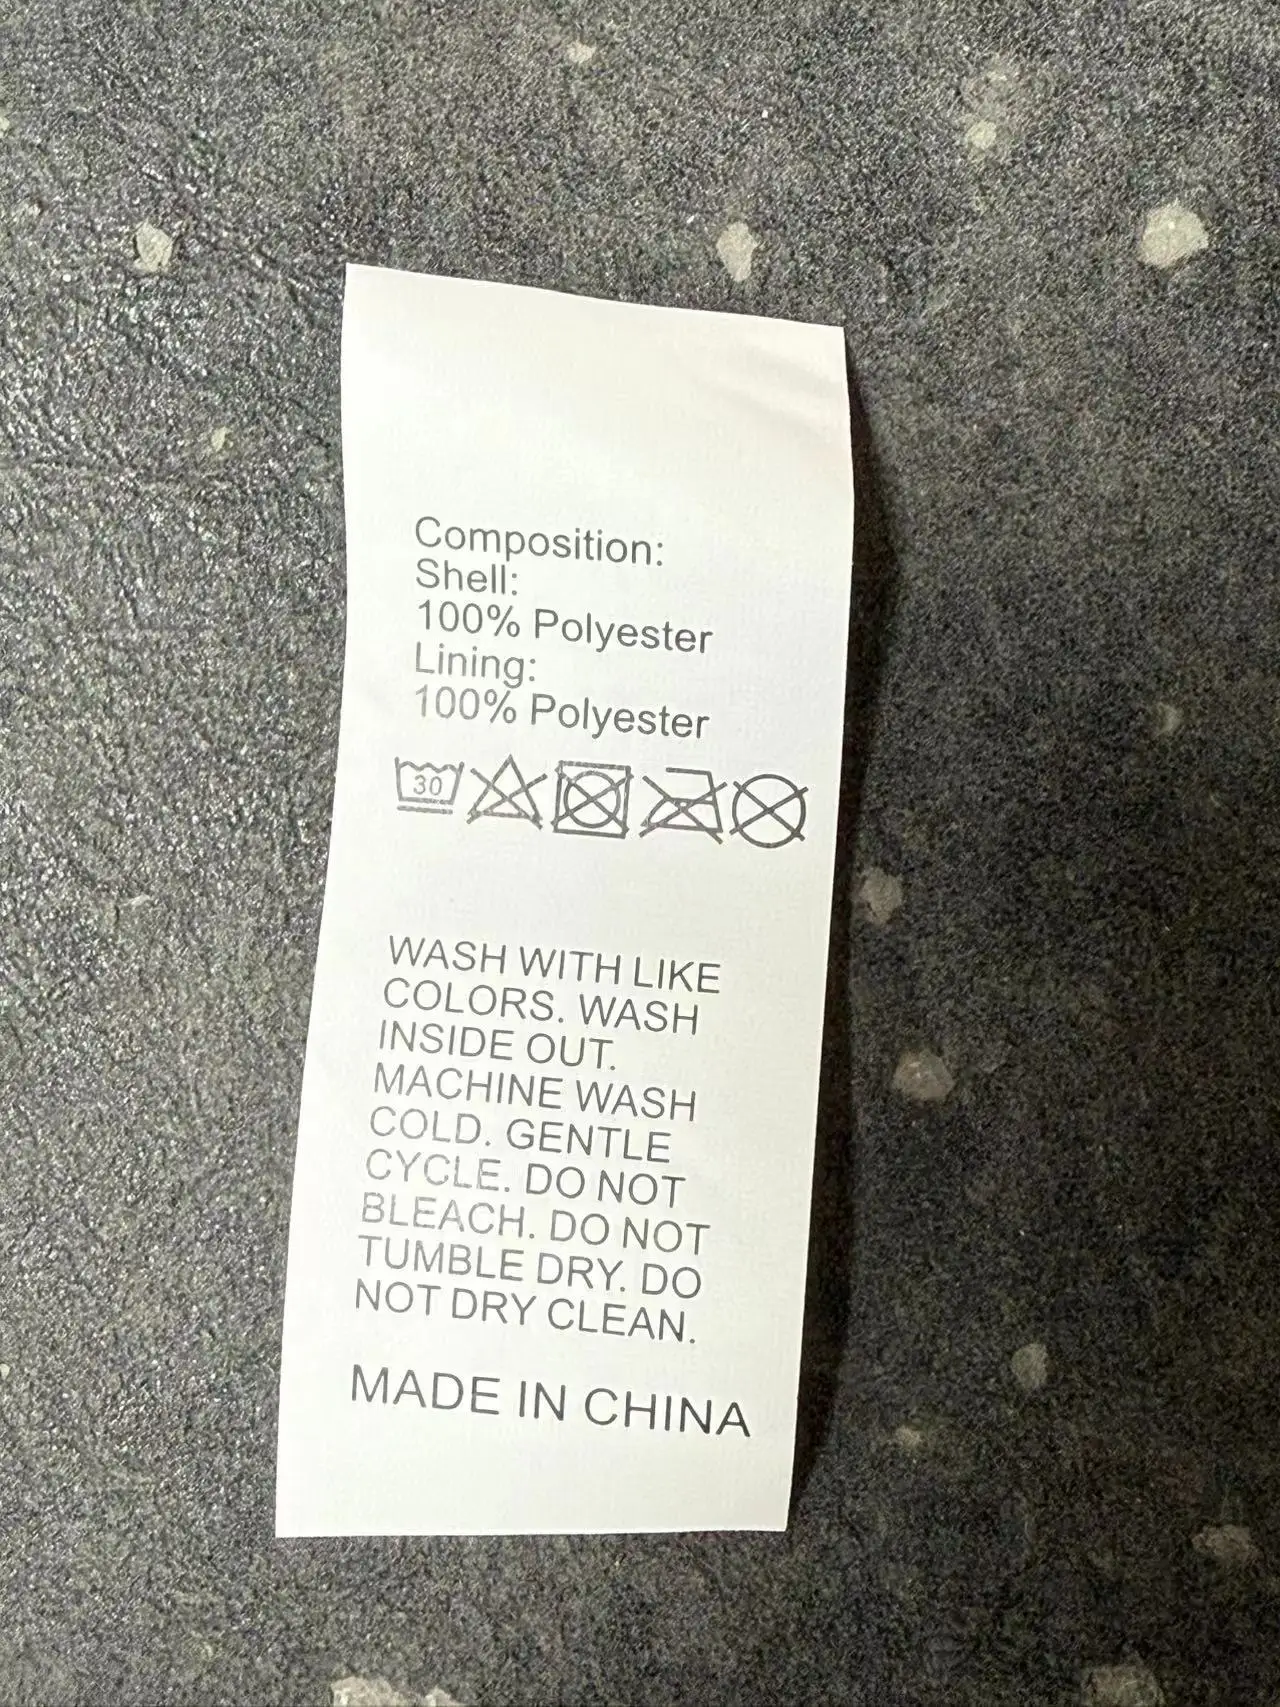 Composition:
Shell:
100% Polyester
Lining:
100% Polyester
30
WASH WITH LIKE
COLORS. WASH
INSIDE OUT.
MACHINE WASH
COLD. GENTLE
CYCLE. DO NOT
BLEACH. DO NOT
TUMBLE DRY. DO
NOT DRY CLEAN.
MADE IN CHINA